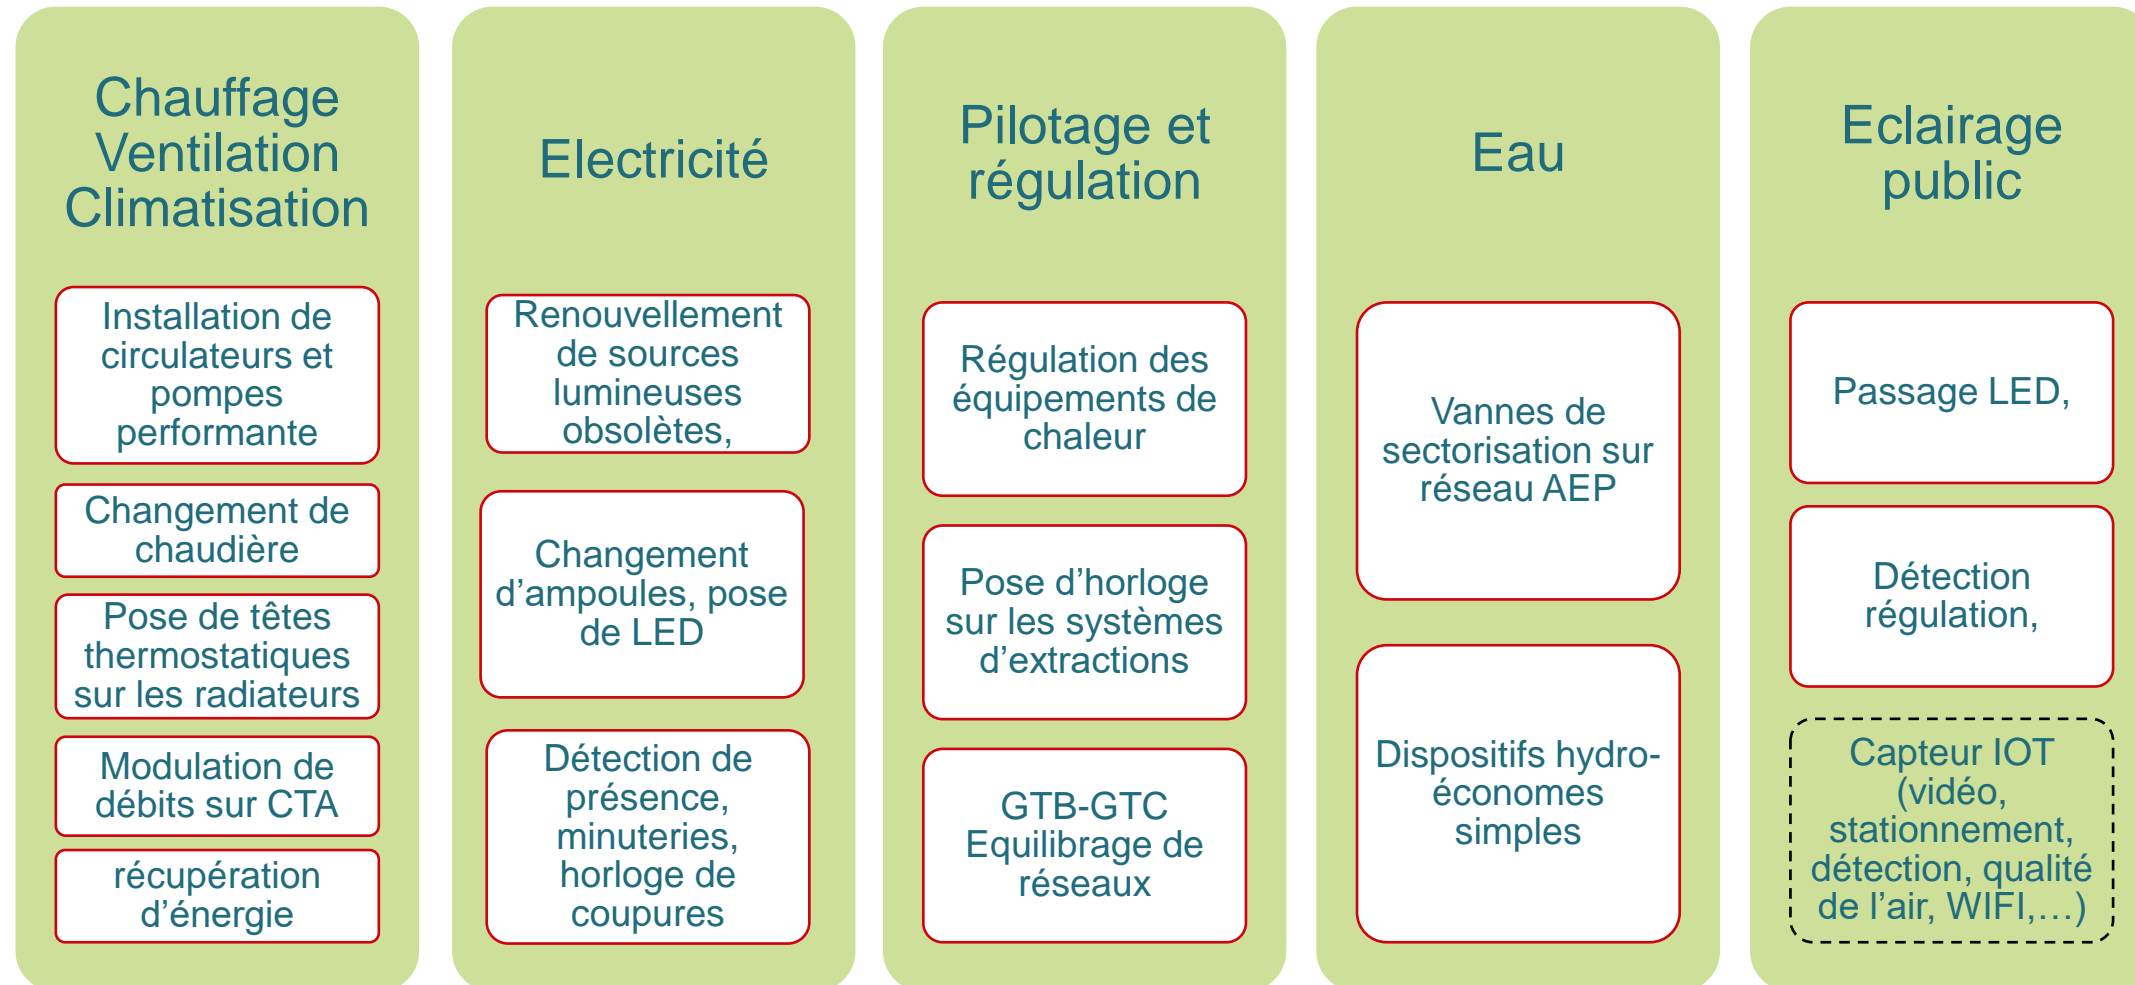 Chauffage
Ventilation
Climatisation
Installation de
circulateurs et
pompes
performante
Changement de
chaudière
Pose de têtes
thermostatiques
sur les radiateurs
Modulation de
débits sur CTA
récupération
d’énergie
Electricité
Renouvellement
de sources
lumineuses
obsolètes,
Changement
d’ampoules, pose
de LED
Détection de
présence,
minuteries,
horloge de
coupures
Pilotage et
régulation
Régulation des
équipements de
chaleur
Pose d’horloge
sur les systèmes
d’extractions
GTB-GTC
Equilibrage de
réseaux
Eau
Vannes de
sectorisation sur
réseau AEP
Dispositifs hydro-
économes
simples
Eclairage
public
Passage LED,
Détection
régulation,
Capteur IOT
(vidéo,
stationnement,
détection, qualité
de l’air, WIFI,…)